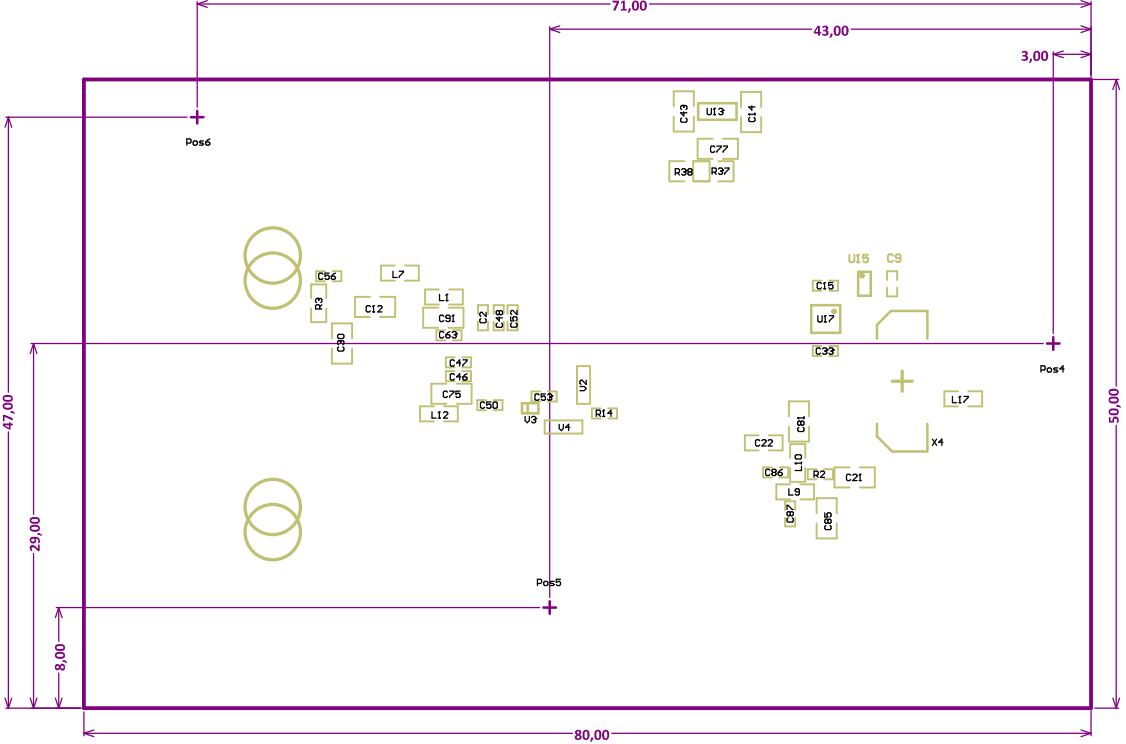 71,00
43,00
3,00
C43
U13
C14
Pos6
C77
R38
R37
U15
C9
C56
L7
C15
R3
L1
C12
C91
C2
C48
C52
U17
C63
C30
C33
C47
Pos4
C46
V2
C75
C53
L17
47,00
50,00
C50
L12
R14
V3
V4
C81
C22
X4
L10
C86
R2
C21
L9
C87
C85
29,00
Pos5
8,00
80,00